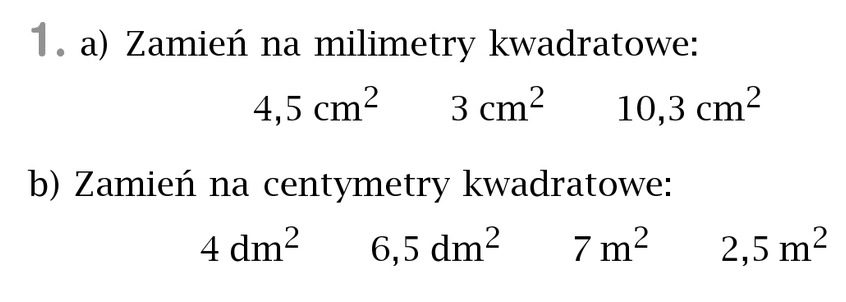 1. a) Zamień na milimetry kwadratowe:
4,5 cm² 3 cm² 10,3 cm²
b) Zamień na centymetry kwadratowe:
4 dm² 6,5 dm² 7 m² 2,5 m²